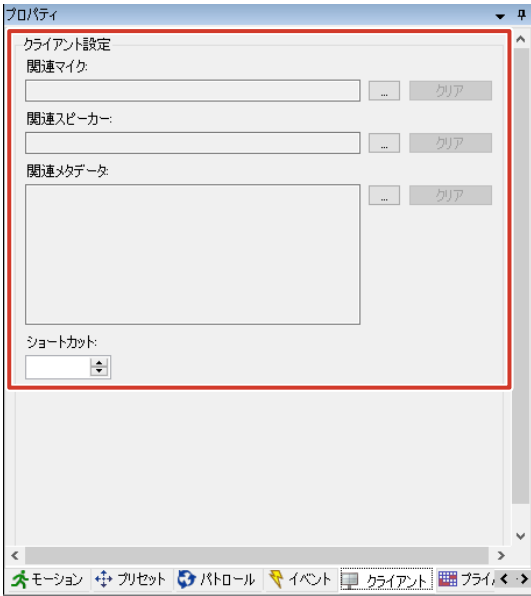 プロパティ
クライアント設定
関連マイク:
... クリア
関連スピーカー:
... クリア
関連メタデータ:
... クリア
ショートカット:
モーション プリセット パトロール イベント クライアント プライ